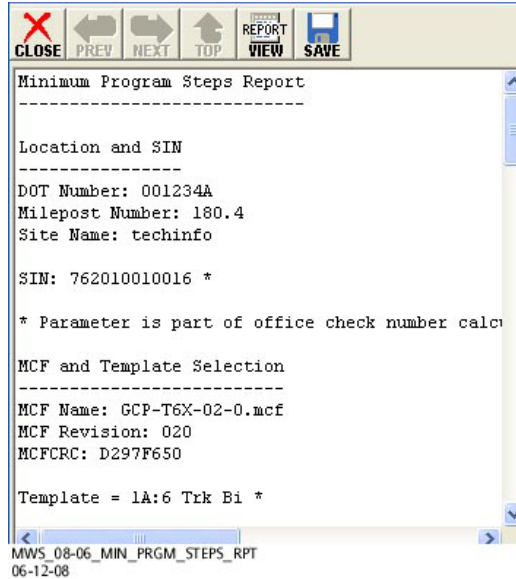 CLOSE PREV NEXT TOP REPORT VIEW SAVE
Minimum Program Steps Report
----------------------------
Location and SIN
----------------
DOT Number: 001234A
Milepost Number: 180.4
Site Name: techinfo
SIN: 762010010016 *
* Parameter is part of office check number calcu
MCF and Template Selection
--------------------------
MCF Name: GCP-T6X-02-0.mcf
MCF Revision: 020
MCFCRC: D297F650
Template = 1A:6 Trk Bi *
MWS_08-06_MIN_PRGM_STEPS_RPT
06-12-08